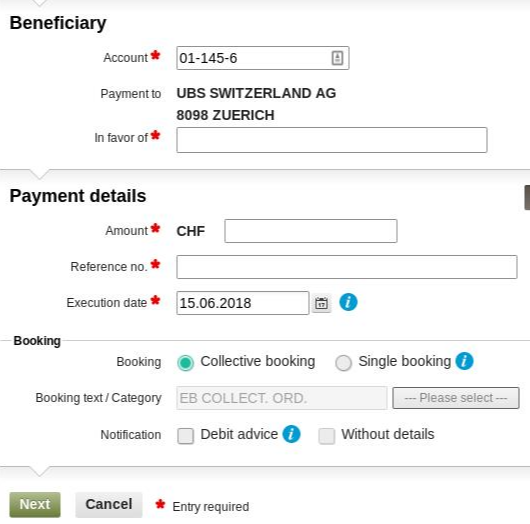 Beneficiary
Account * 01-145-6
Payment to UBS SWITZERLAND AG
8098 ZUERICH
In favor of *
Payment details
Amount * CHF
Reference no. *
Execution date * 15.06.2018 i
Booking
Booking Collective booking Single booking i
Booking text / Category EB COLLECT. ORD. --- Please select ---
Notification Debit advice i Without details
Next Cancel * Entry required